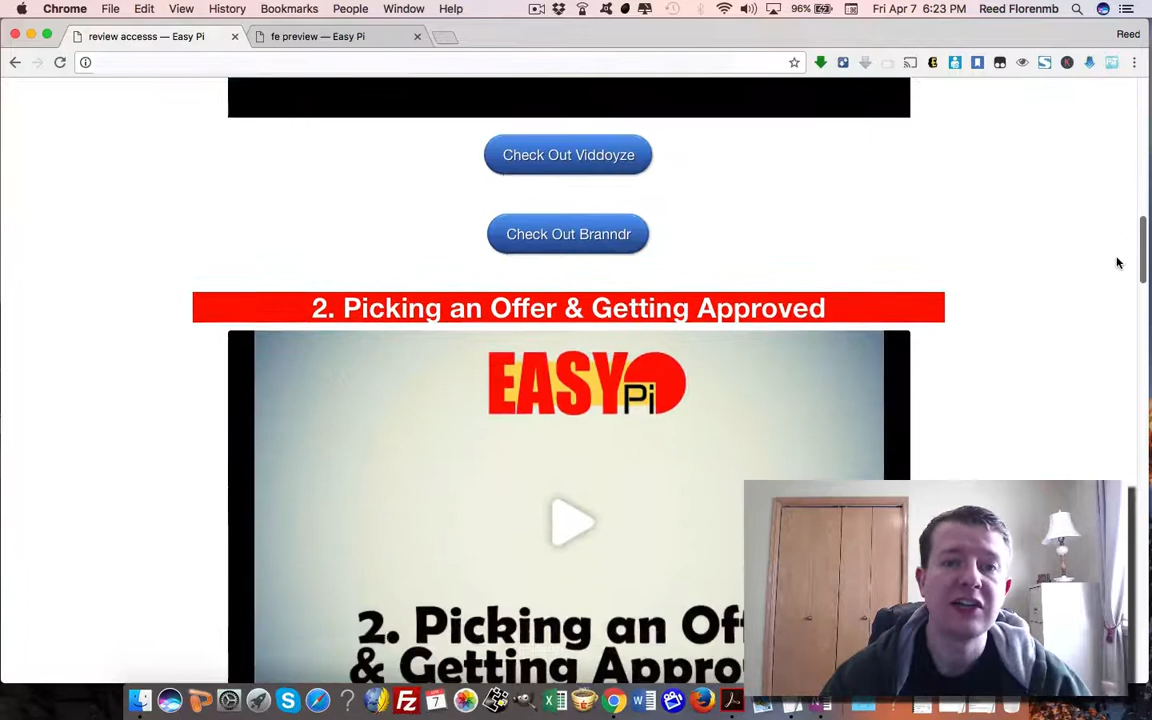 Chrome File Edit View History Bookmarks People Window Help 96% Fri Apr 7 6:23 PM Reed Florenmb
review accesss — Easy Pi
fe preview — Easy Pi
Reed
Check Out Viddoyze
Check Out Branndr
2. Picking an Offer & Getting Approved
EASY Pi
2. Picking an Of
& Getting Appro